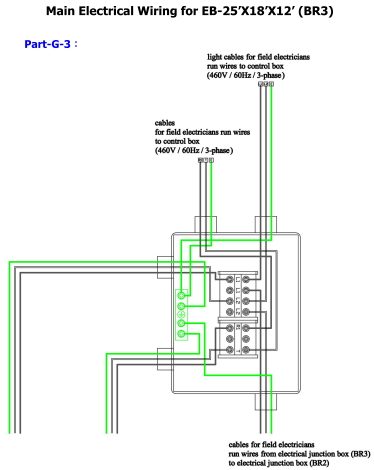 Main Electrical Wiring for EB-25'X18'X12' (BR3)
Part-G-3 :
light cables for field electricians
run wires to control box
(460V / 60Hz / 3-phase)
cables
for field electricians run wires
to control box
(460V / 60Hz / 3-phase)
cables for field electricians
run wires from electrical junction box (BR3)
to electrical junction box (BR2)